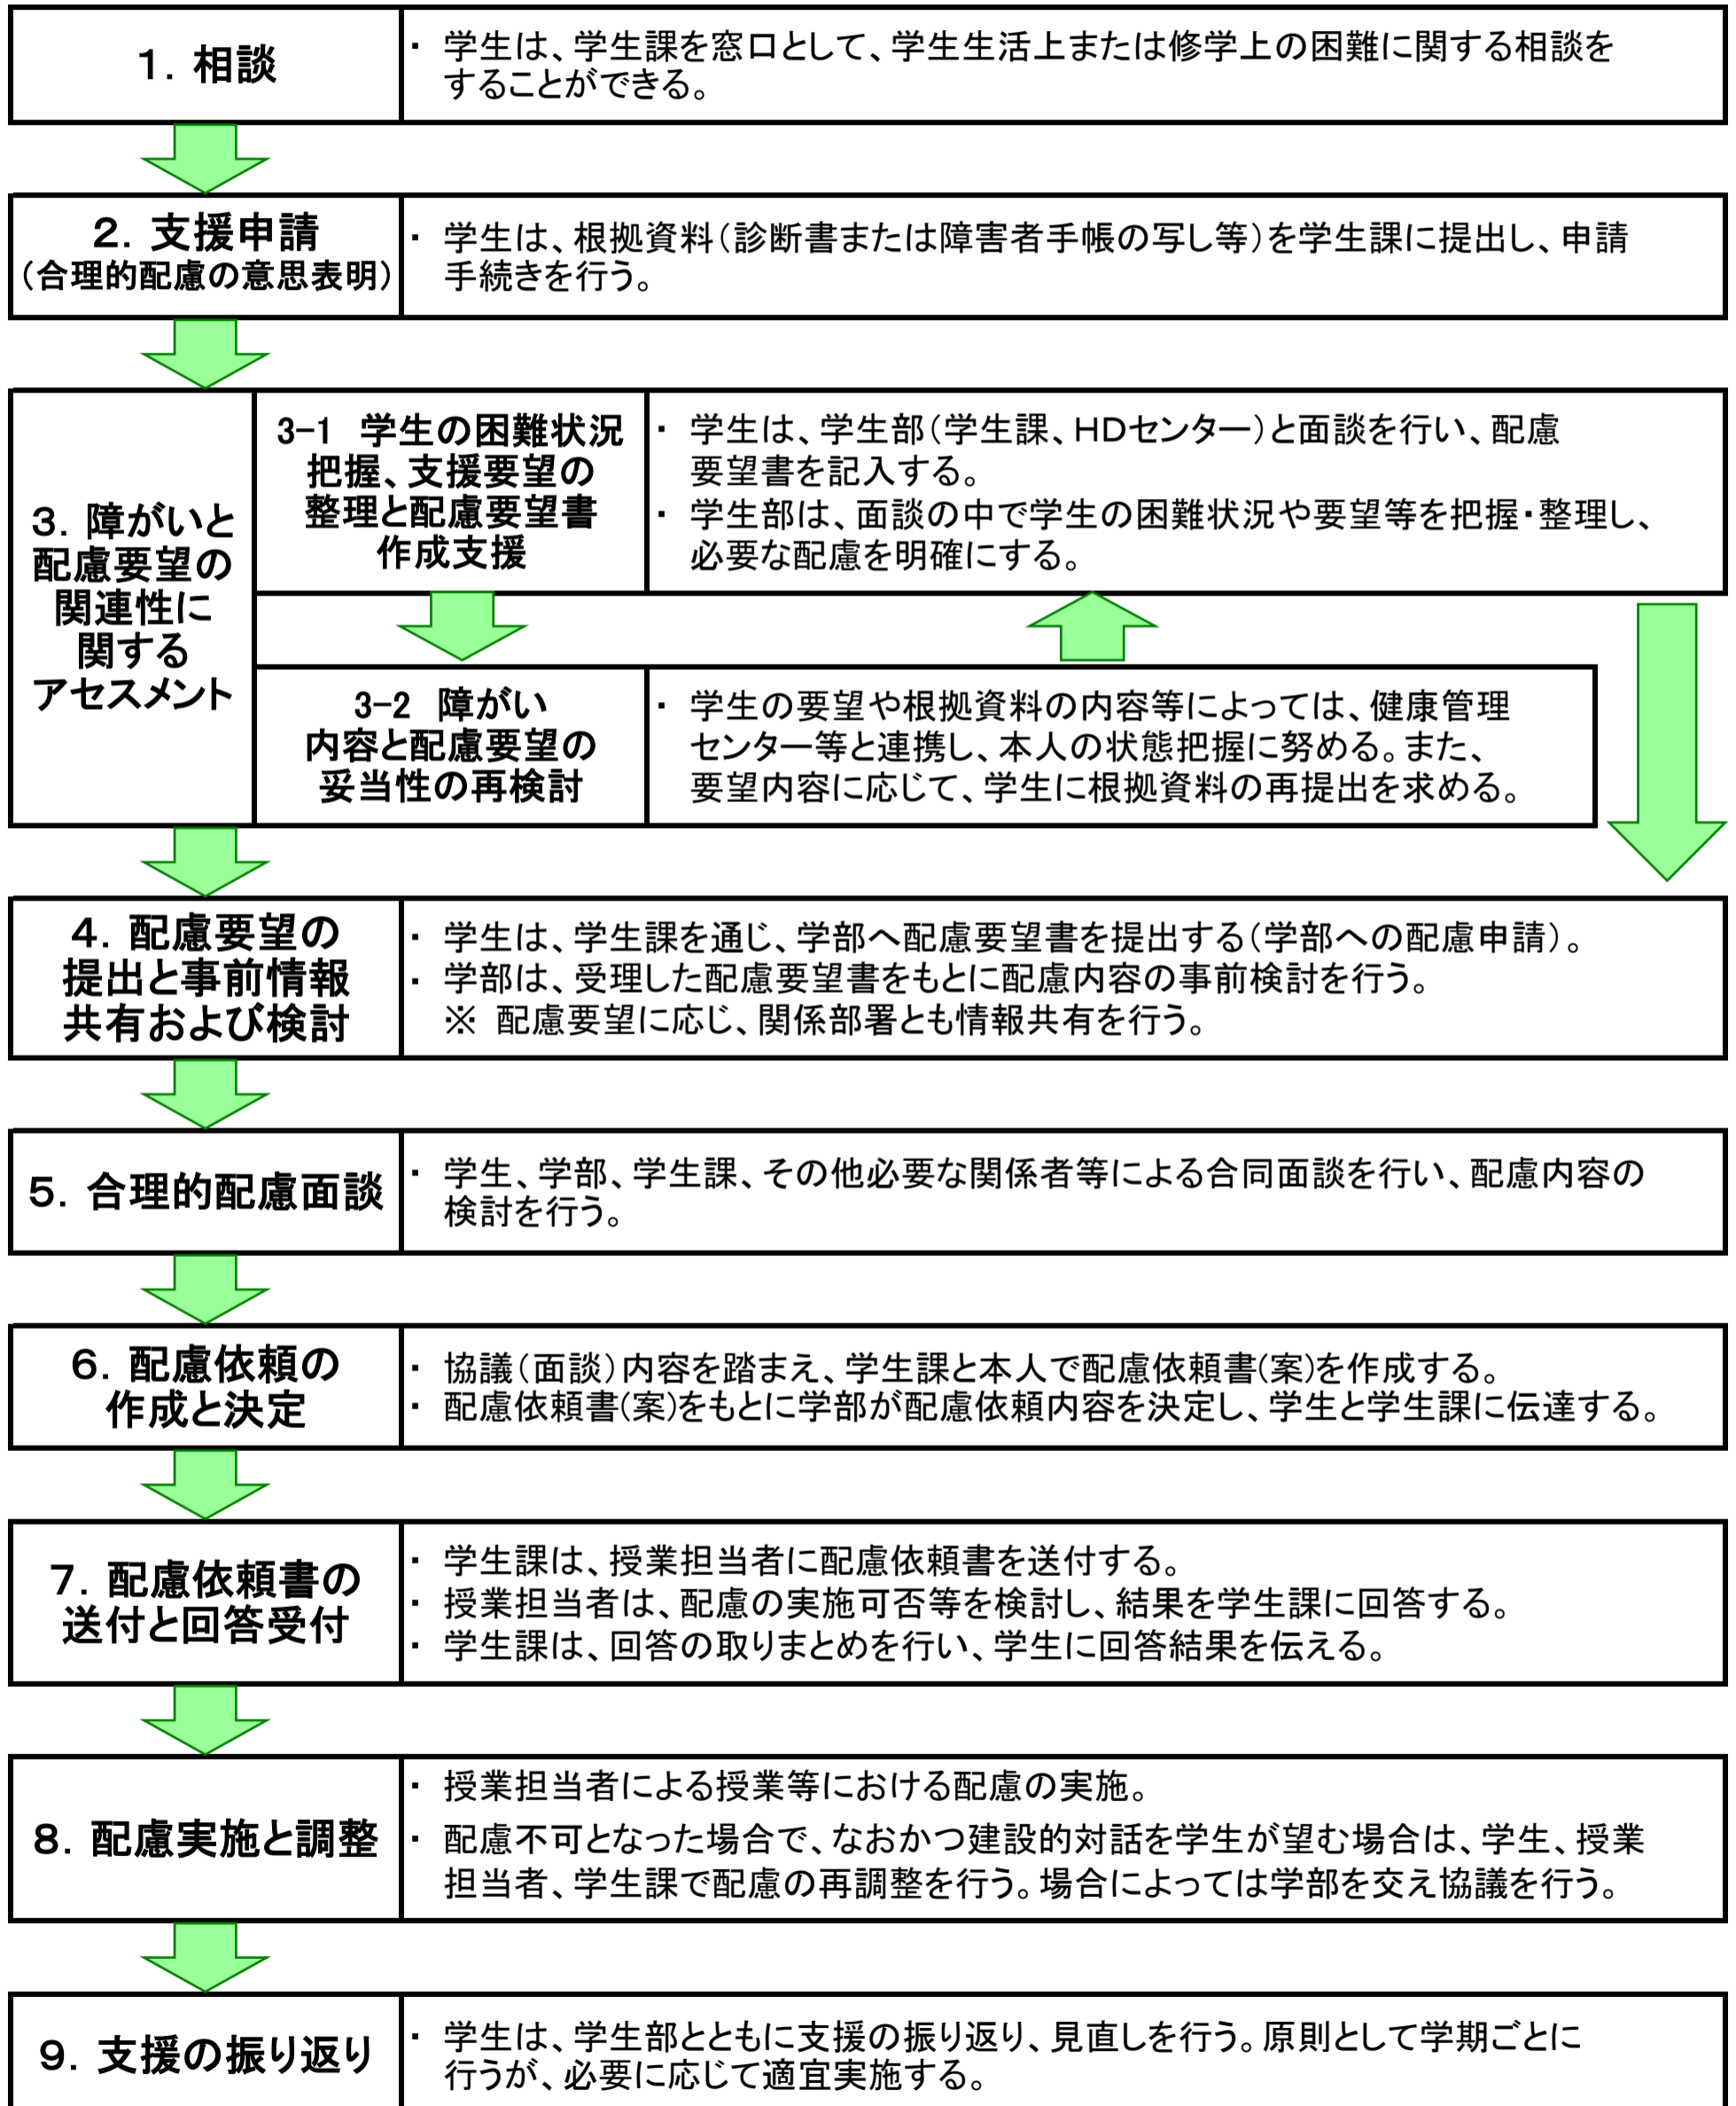 １．相談
・ 学生は、学生課を窓口として、学生生活上または修学上の困難に関する相談を
することができる。
２．支援申請
（合理的配慮の意思表明）
・ 学生は、根拠資料（診断書または障害者手帳の写し等）を学生課に提出し、申請
手続きを行う。
３．障がいと
配慮要望の
関連性に
関する
アセスメント
3-1 学生の困難状況
把握、支援要望の
整理と配慮要望書
作成支援
・ 学生は、学生部（学生課、ＨＤセンター）と面談を行い、配慮
要望書を記入する。
・ 学生部は、面談の中で学生の困難状況や要望等を把握・整理し、
必要な配慮を明確にする。
3-2 障がい
内容と配慮要望の
妥当性の再検討
・ 学生の要望や根拠資料の内容等によっては、健康管理
センター等と連携し、本人の状態把握に努める。また、
要望内容に応じて、学生に根拠資料の再提出を求める。
４．配慮要望の
提出と事前情報
共有および検討
・ 学生は、学生課を通じ、学部へ配慮要望書を提出する（学部への配慮申請）。
・ 学部は、受理した配慮要望書をもとに配慮内容の事前検討を行う。
※ 配慮要望に応じ、関係部署とも情報共有を行う。
５．合理的配慮面談
・ 学生、学部、学生課、その他必要な関係者等による合同面談を行い、配慮内容の
検討を行う。
６．配慮依頼の
作成と決定
・ 協議（面談）内容を踏まえ、学生課と本人で配慮依頼書(案)を作成する。
・ 配慮依頼書(案)をもとに学部が配慮依頼内容を決定し、学生と学生課に伝達する。
７．配慮依頼書の
送付と回答受付
・ 学生課は、授業担当者に配慮依頼書を送付する。
・ 授業担当者は、配慮の実施可否等を検討し、結果を学生課に回答する。
・ 学生課は、回答の取りまとめを行い、学生に回答結果を伝える。
８．配慮実施と調整
・ 授業担当者による授業等における配慮の実施。
・ 配慮不可となった場合で、なおかつ建設的対話を学生が望む場合は、学生、授業
担当者、学生課で配慮の再調整を行う。場合によっては学部を交え協議を行う。
９．支援の振り返り
・ 学生は、学生部とともに支援の振り返り、見直しを行う。原則として学期ごとに
行うが、必要に応じて適宜実施する。